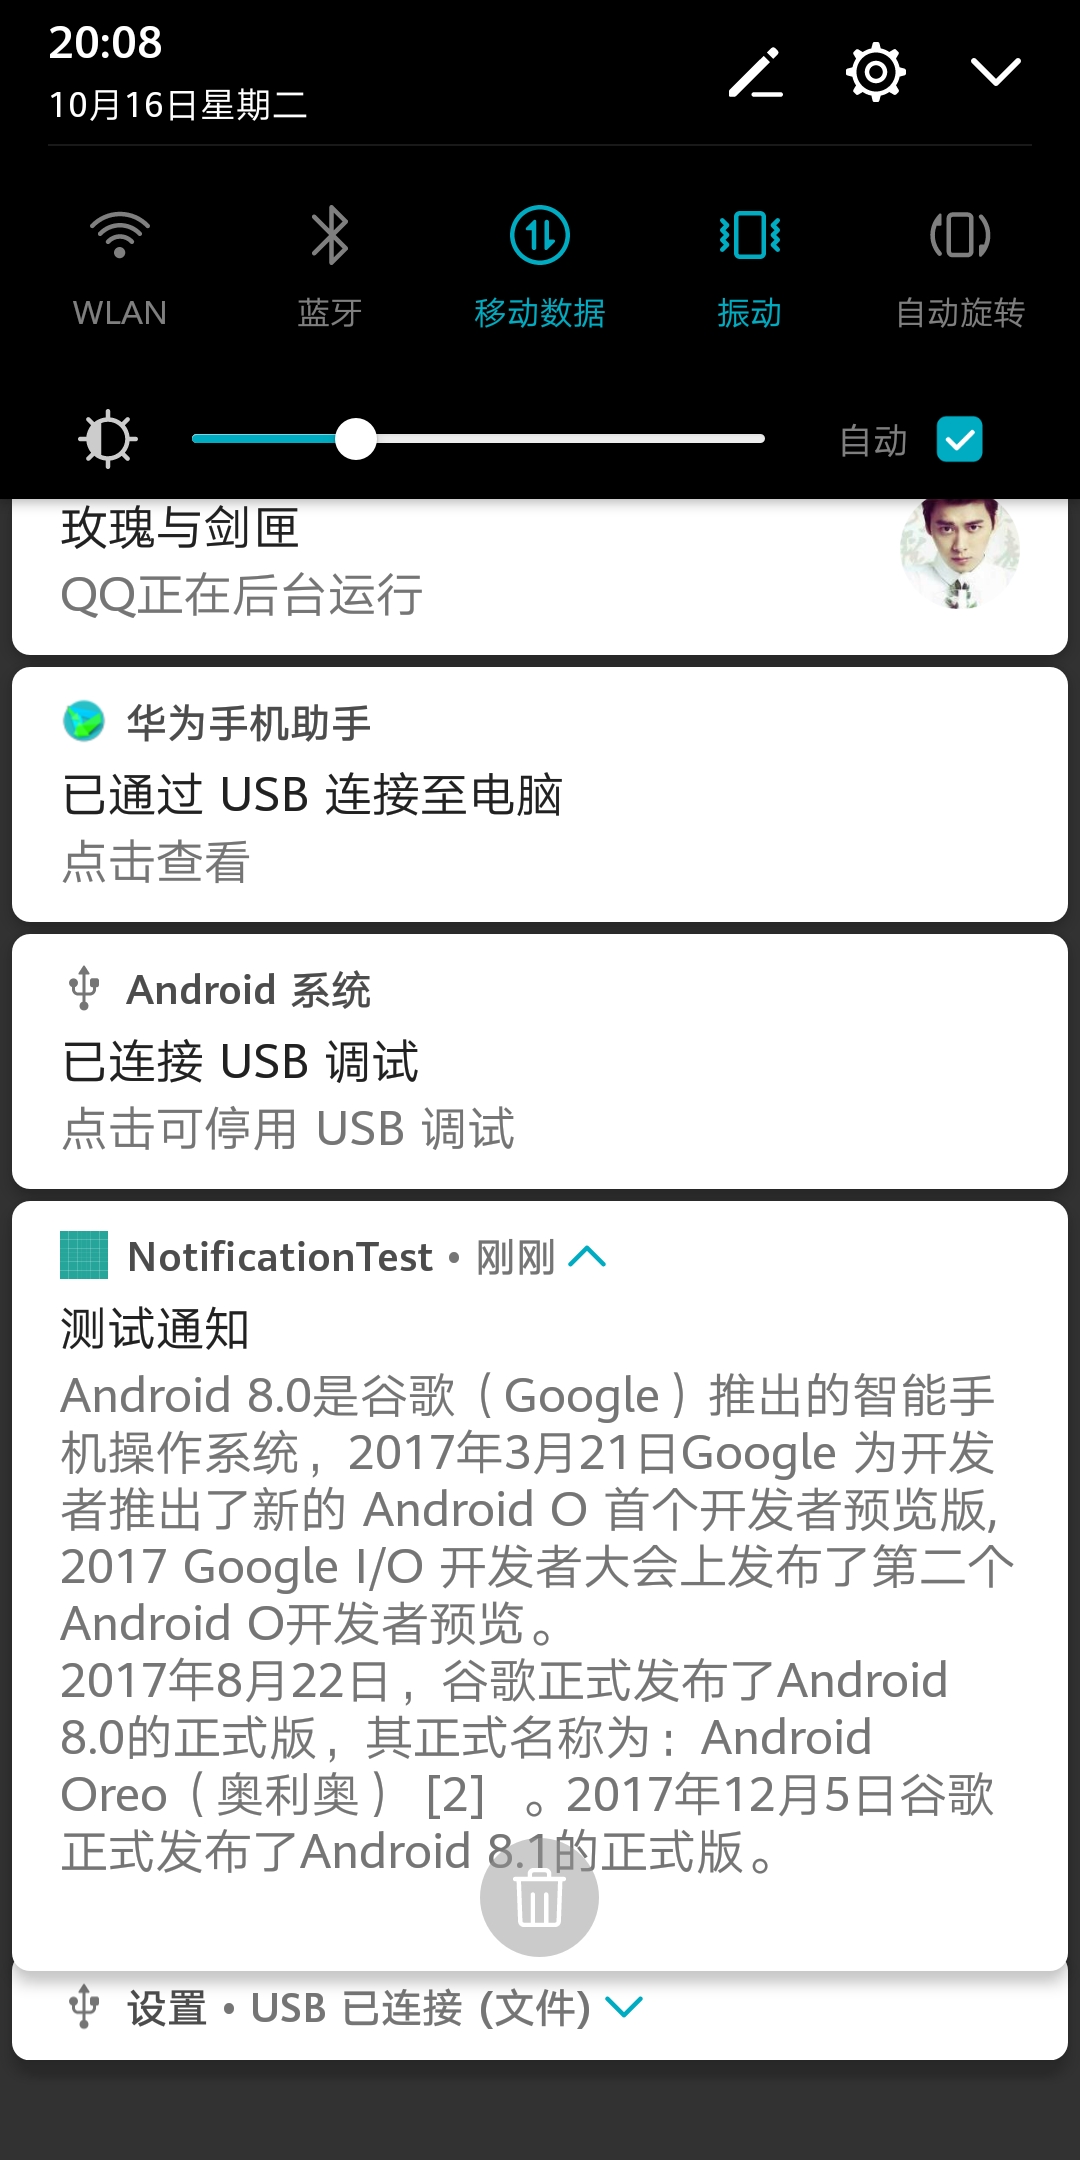 20:08
10月16日星期二
WLAN
蓝牙
移动数据
振动
自动旋转
自动
玫瑰与剑匣
QQ正在后台运行
华为手机助手
已通过 USB 连接至电脑
点击查看
Android 系统
已连接 USB 调试
点击可停用 USB 调试
NotificationTest • 刚刚
测试通知
Android 8.0是谷歌（Google）推出的智能手
机操作系统，2017年3月21日Google 为开发
者推出了新的 Android O 首个开发者预览版,
2017 Google I/O 开发者大会上发布了第二个
Android O开发者预览。
2017年8月22日，谷歌正式发布了Android
8.0的正式版，其正式名称为：Android
Oreo（奥利奥） [2] 。2017年12月5日谷歌
正式发布了Android 8.1的正式版。
设置 • USB 已连接 (文件)